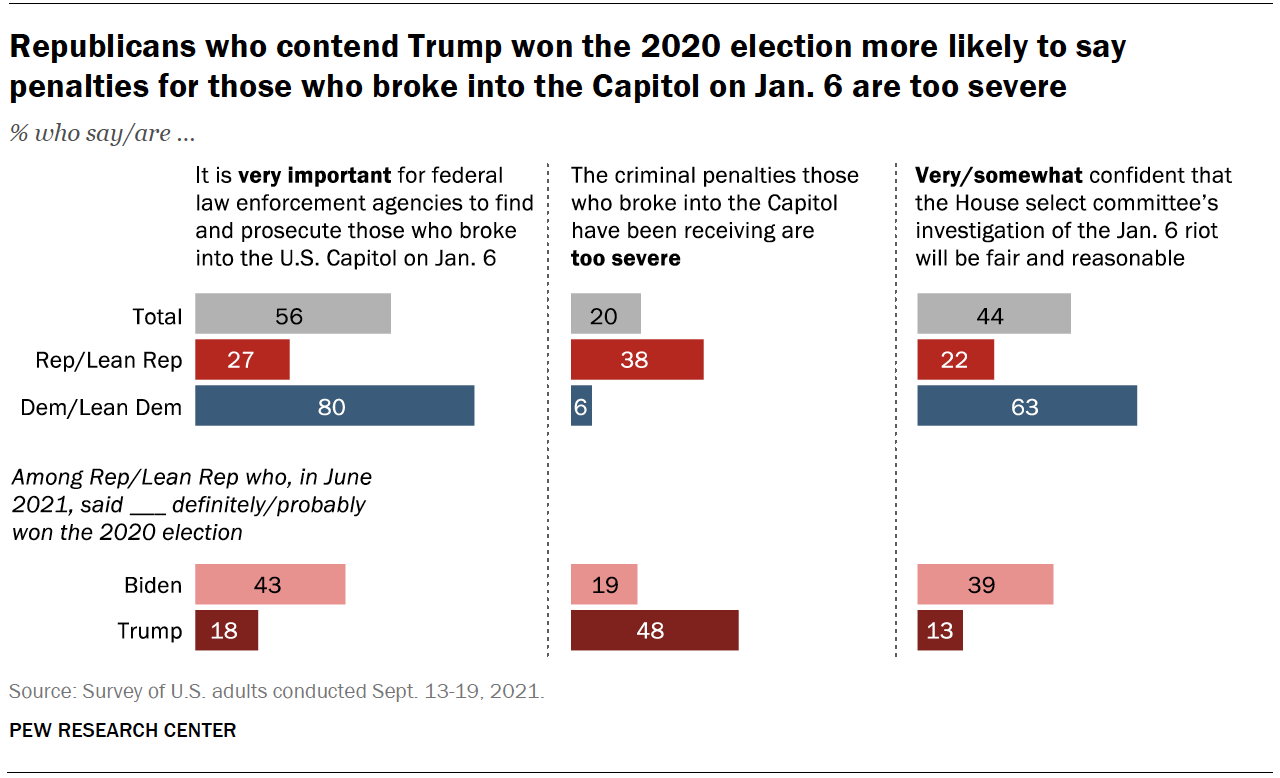 Republicans who contend Trump won the 2020 election more likely to say
penalties for those who broke into the Capitol on Jan. 6 are too severe
% who say/are ...
It is very important for federal
law enforcement agencies to find
and prosecute those who broke
into the U.S. Capitol on Jan. 6
The criminal penalties those
who broke into the Capitol
have been receiving are
too severe
Very/somewhat confident that
the House select committee's
investigation of the Jan. 6 riot
will be fair and reasonable
Total 56 20 44
Rep/Lean Rep 27 38 22
Dem/Lean Dem 80 6 63
Among Rep/Lean Rep who, in June
2021, said ___ definitely/probably
won the 2020 election
Biden 43 19 39
Trump 18 48 13
Source: Survey of U.S. adults conducted Sept. 13-19, 2021.
PEW RESEARCH CENTER